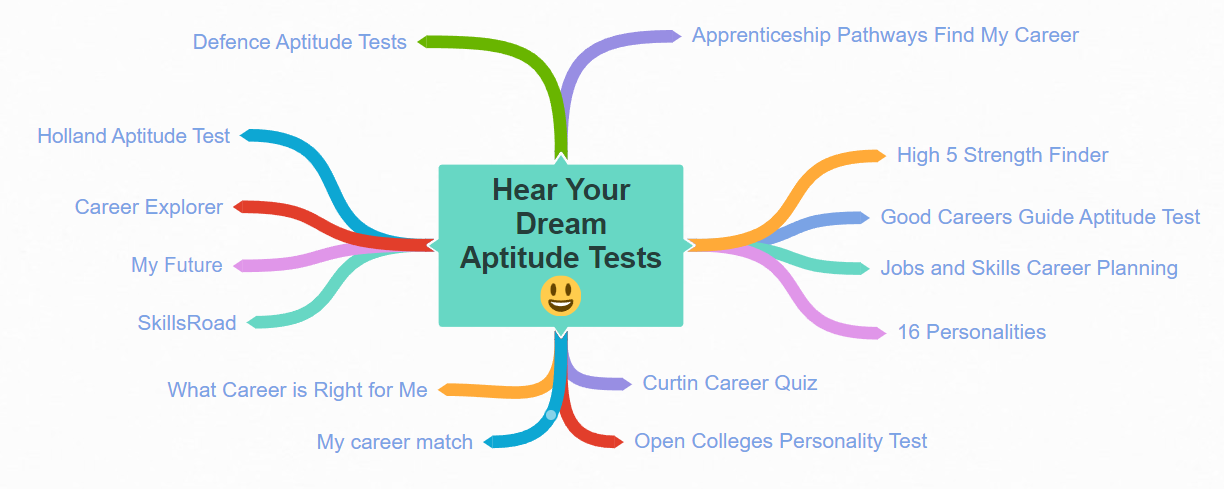 Defence Aptitude Tests
Apprenticeship Pathways Find My Career
Holland Aptitude Test
High 5 Strength Finder
Hear Your
Dream
Aptitude Tests
Career Explorer
Good Careers Guide Aptitude Test
My Future
Jobs and Skills Career Planning
SkillsRoad
16 Personalities
What Career is Right for Me
Curtin Career Quiz
My career match
Open Colleges Personality Test